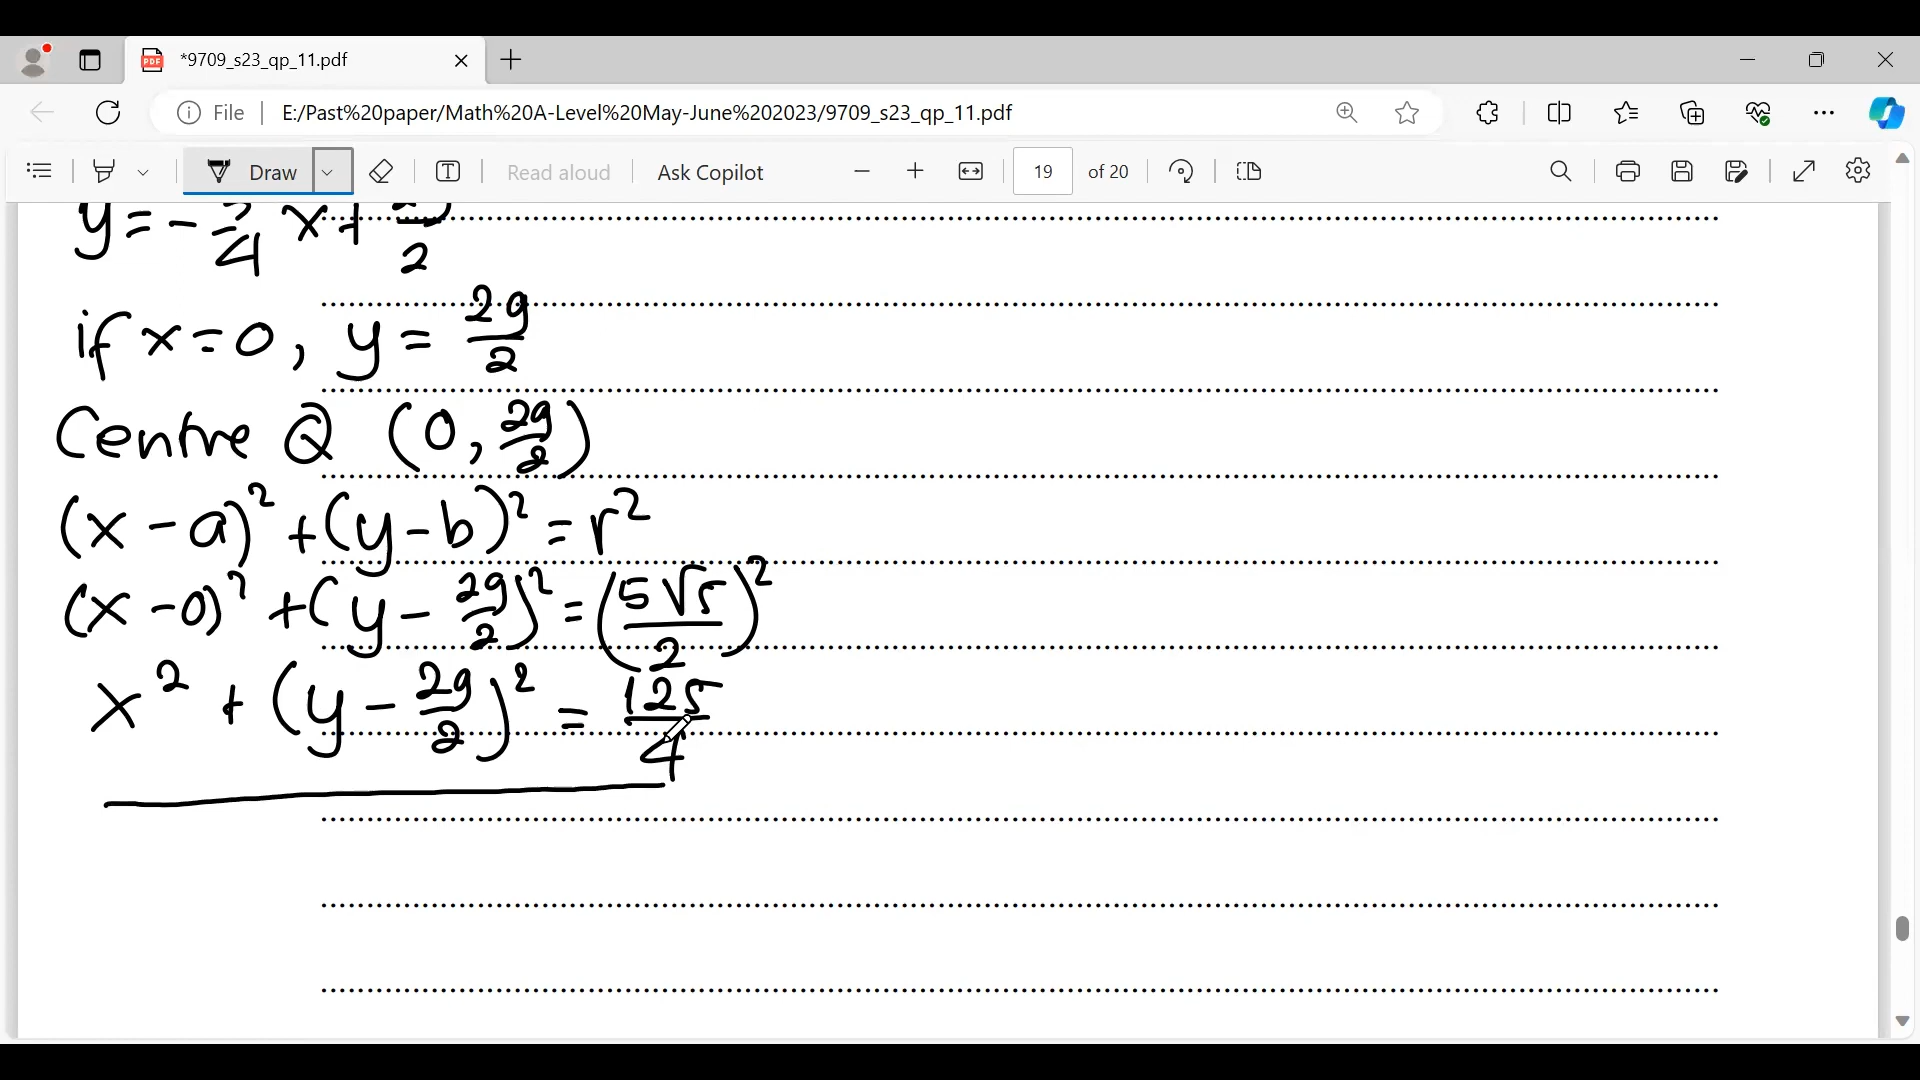 *9709_s23_qp_11.pdf
File | E:/Past%20paper/Math%20A-Level%20May-June%202023/9709_s23_qp_11.pdf
Draw Read aloud Ask Copilot 19 of 20
y = - /4 x + /2
if x = 0, y = 29/2
Centre Q (0, 29/2)
(x - a)² + (y - b)² = r²
(x - 0)² + (y - 29/2)² = (5√5/2)²
x² + (y - 29/2)² = 125/4